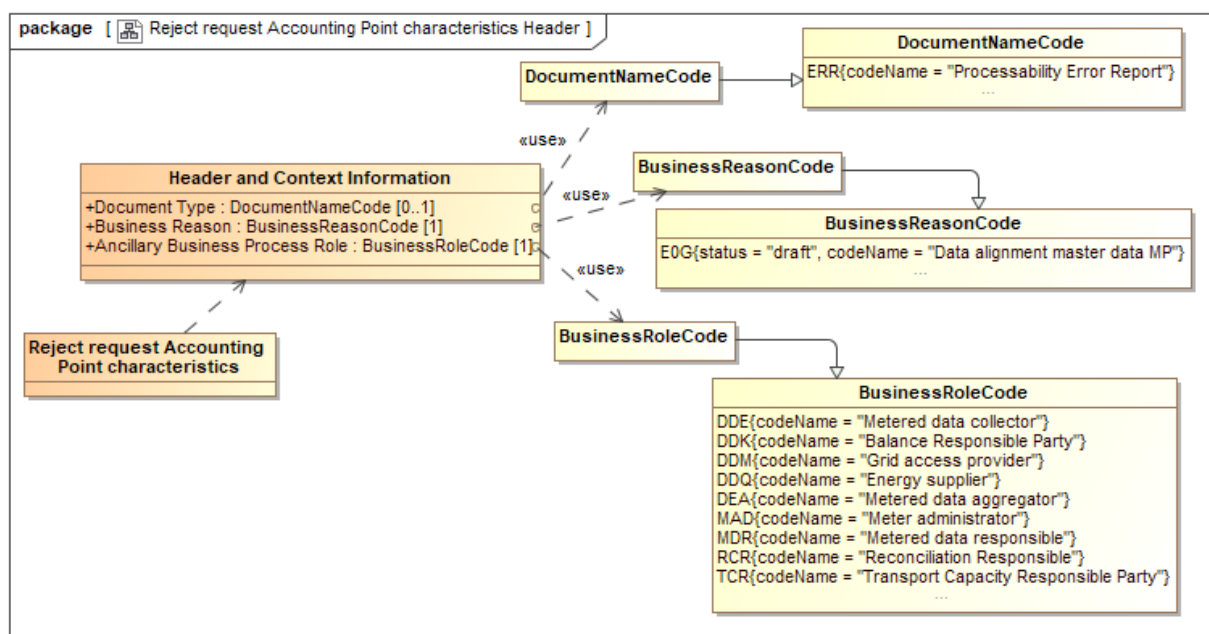 package [ Reject request Accounting Point characteristics Header ]
DocumentNameCode
DocumentNameCode
ERR{codeName = "Processability Error Report"}
...
«use»
Header and Context Information
+Document Type : DocumentNameCode [0..1]
+Business Reason : BusinessReasonCode [1]
+Ancillary Business Process Role : BusinessRoleCode [1]
«use»
BusinessReasonCode
BusinessReasonCode
E0G{status = "draft", codeName = "Data alignment master data MP"}
...
«use»
Reject request Accounting
Point characteristics
BusinessRoleCode
BusinessRoleCode
DDE{codeName = "Metered data collector"}
DDK{codeName = "Balance Responsible Party"}
DDM{codeName = "Grid access provider"}
DDQ{codeName = "Energy supplier"}
DEA{codeName = "Metered data aggregator"}
MAD{codeName = "Meter administrator"}
MDR{codeName = "Metered data responsible"}
RCR{codeName = "Reconciliation Responsible"}
TCR{codeName = "Transport Capacity Responsible Party"}
...